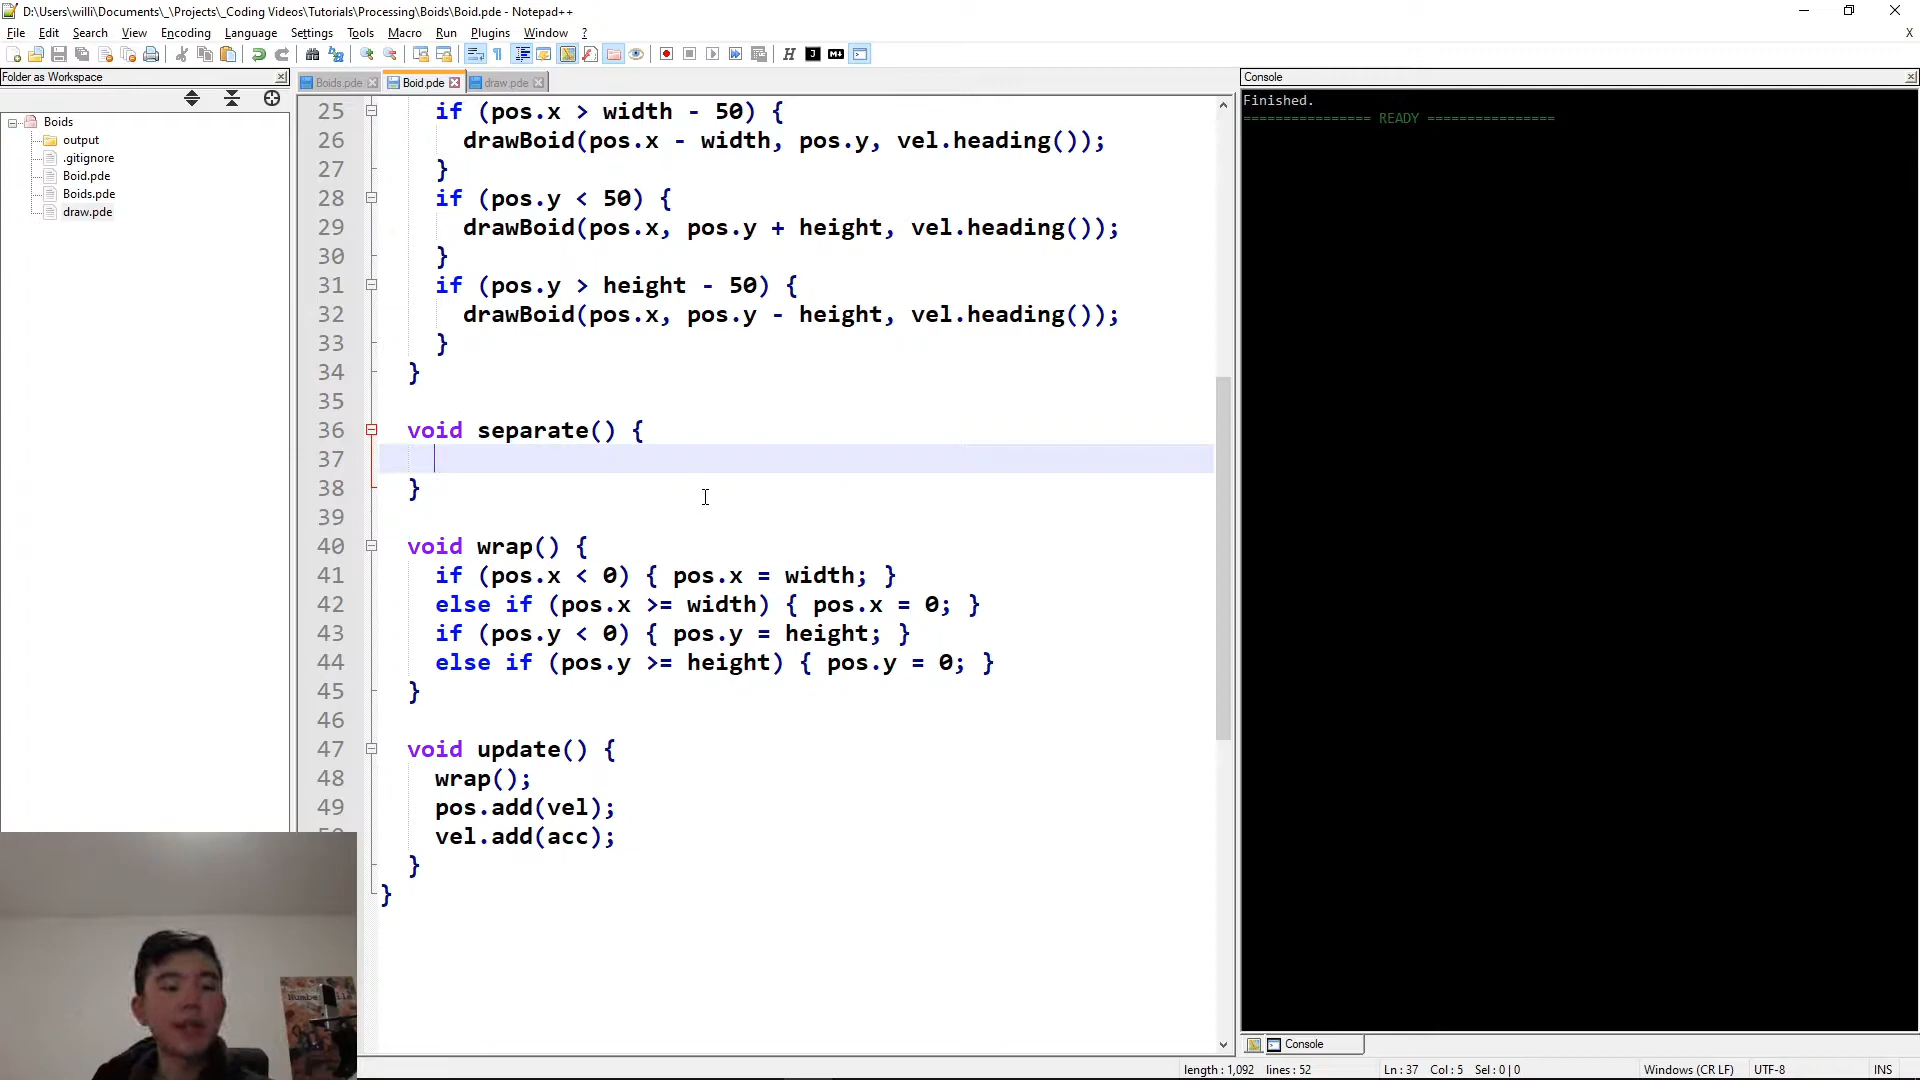 D:\Users\willi\Documents\_\Projects\_Coding Videos\Tutorials\Processing\Boids\Boid.pde - Notepad++
File Edit Search View Encoding Language Settings Tools Macro Run Plugins Window ? X
Folder as Workspace
Boids.pde Boid.pde draw.pde
Console
Boids
output
.gitignore
Boid.pde
Boids.pde
draw.pde
25 if (pos.x > width - 50) {
26 drawBoid(pos.x - width, pos.y, vel.heading());
27 }
28 if (pos.y < 50) {
29 drawBoid(pos.x, pos.y + height, vel.heading());
30 }
31 if (pos.y > height - 50) {
32 drawBoid(pos.x, pos.y - height, vel.heading());
33 }
34 }
35
36 void separate() {
37
38 }
39
40 void wrap() {
41 if (pos.x < 0) { pos.x = width; }
42 else if (pos.x >= width) { pos.x = 0; }
43 if (pos.y < 0) { pos.y = height; }
44 else if (pos.y >= height) { pos.y = 0; }
45 }
46
47 void update() {
48 wrap();
49 pos.add(vel);
vel.add(acc);
}
}
Finished.
================ READY ================
Console
length : 1,092 lines : 52 Ln : 37 Col : 5 Sel : 0 | 0 Windows (CR LF) UTF-8 INS